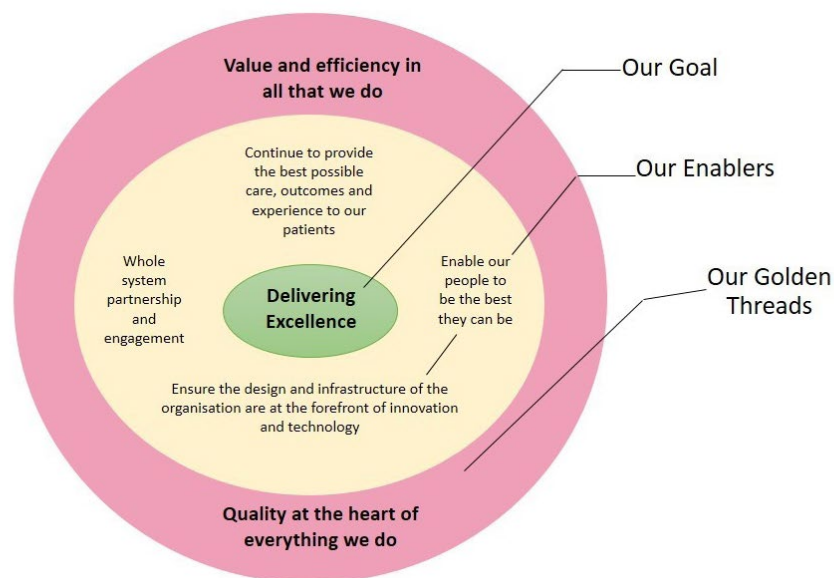 Value and efficiency in
all that we do
Our Goal
Continue to provide
the best possible
care, outcomes and
experience to our
patients
Our Enablers
Whole
system
partnership
and
engagement
Delivering
Excellence
Enable our
people to
be the best
they can be
Our Golden
Threads
Ensure the design and infrastructure of the
organisation are at the forefront of innovation
and technology
Quality at the heart of
everything we do